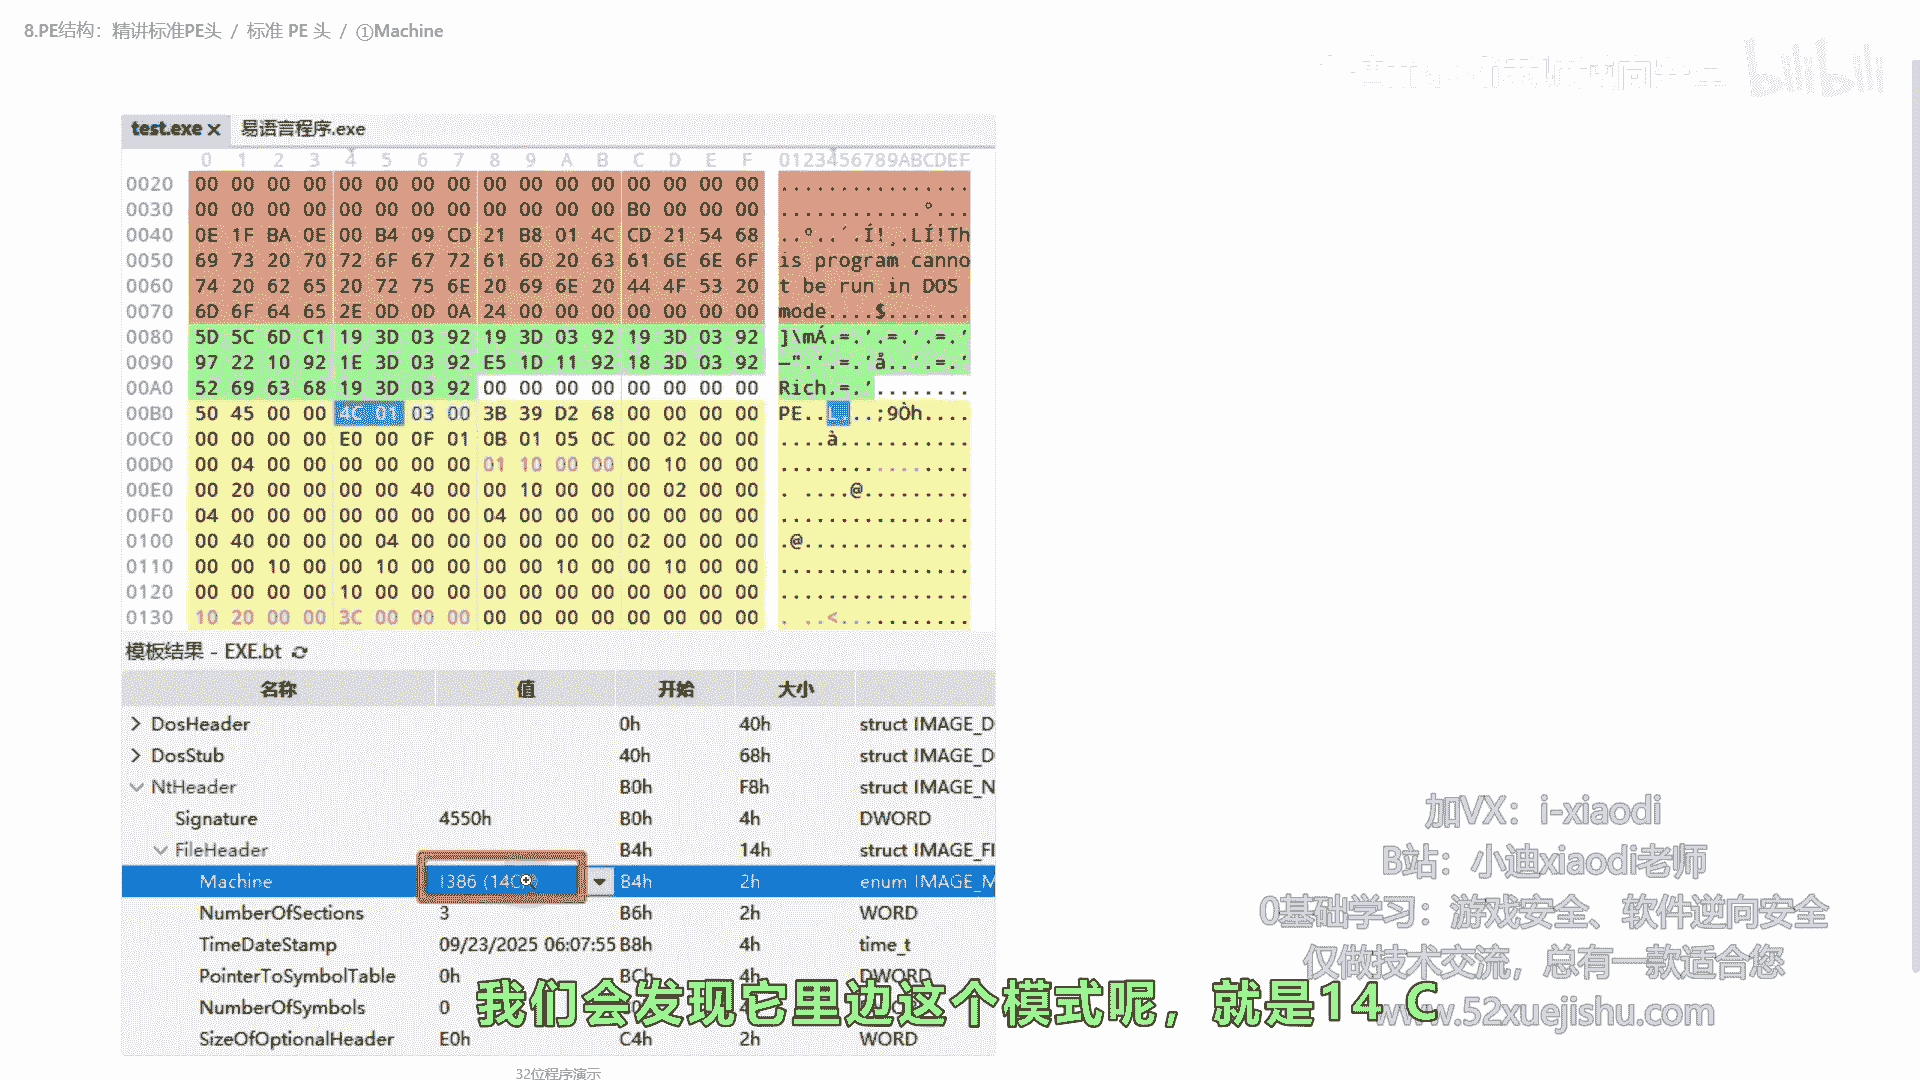 8.PE结构：精讲标准PE头 / 标准 PE 头 / ①Machine
bilibili
test.exe × 易语言程序.exe
0 1 2 3 4 5 6 7 8 9 A B C D E F 0123456789ABCDEF
0020 00 00 00 00 00 00 00 00 00 00 00 00 00 00 00 00 ................
0030 00 00 00 00 00 00 00 00 00 00 00 00 B0 00 00 00 ............°...
0040 0E 1F BA 0E 00 B4 09 CD 21 B8 01 4C CD 21 54 68 ..º..´.Í!¸.LÍ!Th
0050 69 73 20 70 72 6F 67 72 61 6D 20 63 61 6E 6E 6F is program canno
0060 74 20 62 65 20 72 75 6E 20 69 6E 20 44 4F 53 20 t be run in DOS
0070 6D 6F 64 65 2E 0D 0D 0A 24 00 00 00 00 00 00 00 mode....$.......
0080 5D 5C 6D C1 19 3D 03 92 19 3D 03 92 19 3D 03 92 ]\mÁ.=.’.=.’.=.’
0090 97 22 10 92 1E 3D 03 92 E5 1D 11 92 18 3D 03 92 —".’.=.’å..’.=.’
00A0 52 69 63 68 19 3D 03 92 00 00 00 00 00 00 00 00 Rich.=.’........
00B0 50 45 00 00 4C 01 03 00 3B 39 D2 68 00 00 00 00 PE..L...;9Òh....
00C0 00 00 00 00 E0 00 0F 01 0B 01 05 0C 00 02 00 00 ....à...........
00D0 00 04 00 00 00 00 00 00 01 10 00 00 00 10 00 00 ................
00E0 00 20 00 00 00 00 40 00 00 10 00 00 00 02 00 00 . ....@.........
00F0 04 00 00 00 00 00 00 00 04 00 00 00 00 00 00 00 ................
0100 00 40 00 00 00 04 00 00 00 00 00 00 02 00 00 00 .@..............
0110 00 00 10 00 00 10 00 00 00 00 10 00 00 10 00 00 ................
0120 00 00 00 00 10 00 00 00 00 00 00 00 00 00 00 00 ................
0130 10 20 00 00 3C 00 00 00 00 00 00 00 00 00 00 00 . ..<...........
模板结果 - EXE.bt
名称 值 开始 大小
DosHeader 0h 40h struct IMAGE_D
DosStub 40h 68h struct IMAGE_D
NtHeader B0h F8h struct IMAGE_N
Signature 4550h B0h 4h DWORD
FileHeader B4h 14h struct IMAGE_FI
Machine I386 (14C B4h 2h enum IMAGE_M
NumberOfSections 3 B6h 2h WORD
TimeDateStamp 09/23/2025 06:07:55 B8h 4h time_t
PointerToSymbolTable 0h BCh 4h DWORD
NumberOfSymbols 0
SizeOfOptionalHeader E0h C4h 2h WORD
加VX：i-xiaodi
B站：小迪xiaodi老师
0基础学习：游戏安全、软件逆向安全
仅做技术交流，总有一款适合您
www.52xuejishu.com
我们会发现它里边这个模式呢，就是14 C
32位程序演示